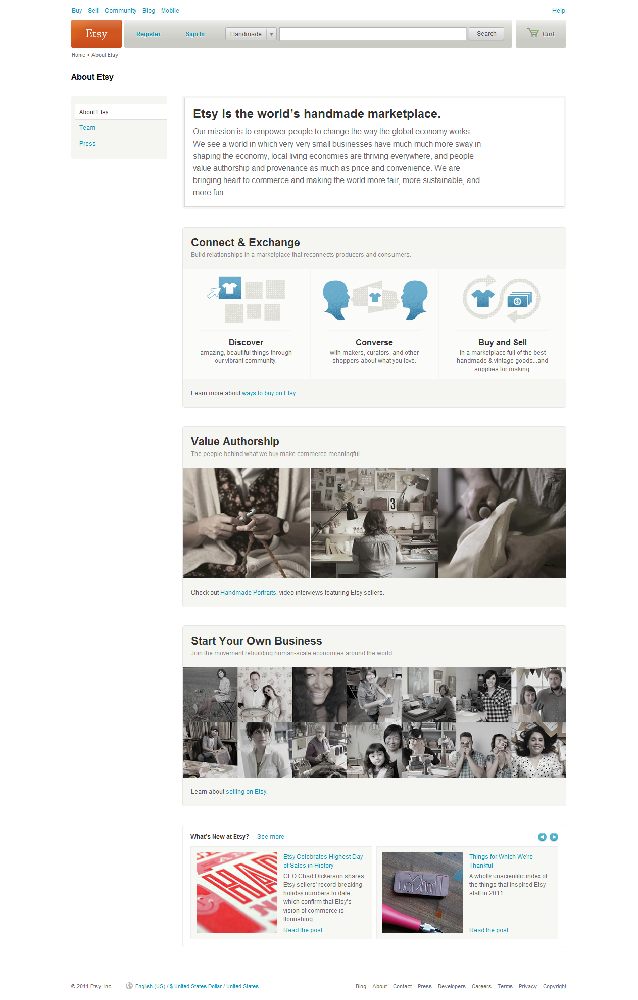 Buy Sell Community Blog Mobile Help
Etsy Register Sign In Handmade Search Cart
Home > About Etsy
About Etsy
About Etsy
Team
Press
Etsy is the world’s handmade marketplace.
Our mission is to empower people to change the way the global economy works.
We see a world in which very-very small businesses have much-much more sway in
shaping the economy, local living economies are thriving everywhere, and people
value authorship and provenance as much as price and convenience. We are
bringing heart to commerce and making the world more fair, more sustainable, and
more fun.
Connect & Exchange
Build relationships in a marketplace that reconnects producers and consumers.
$
Discover
amazing, beautiful things through
our vibrant community.
Converse
with makers, curators, and other
shoppers about what you love.
Buy and Sell
in a marketplace full of the best
handmade & vintage goods...and
supplies for making.
Learn more about ways to buy on Etsy.
Value Authorship
The people behind what we buy make commerce meaningful.
3
Check out Handmade Portraits, video interviews featuring Etsy sellers.
Start Your Own Business
Join the movement rebuilding human-scale economies around the world.
Learn about selling on Etsy.
What's New at Etsy? See more
Etsy Celebrates Highest Day
of Sales in History
CEO Chad Dickerson shares
Etsy sellers' record-breaking
holiday numbers to date,
which confirm that Etsy's
vision of commerce is
flourishing.
Read the post
Thank You
Things for Which We're
Thankful
A wholly unscientific index of
the things that inspired Etsy
staff in 2011.
Read the post
© 2011 Etsy, Inc. English (US) / $ United States Dollar / United States Blog About Contact Press Developers Careers Terms Privacy Copyright